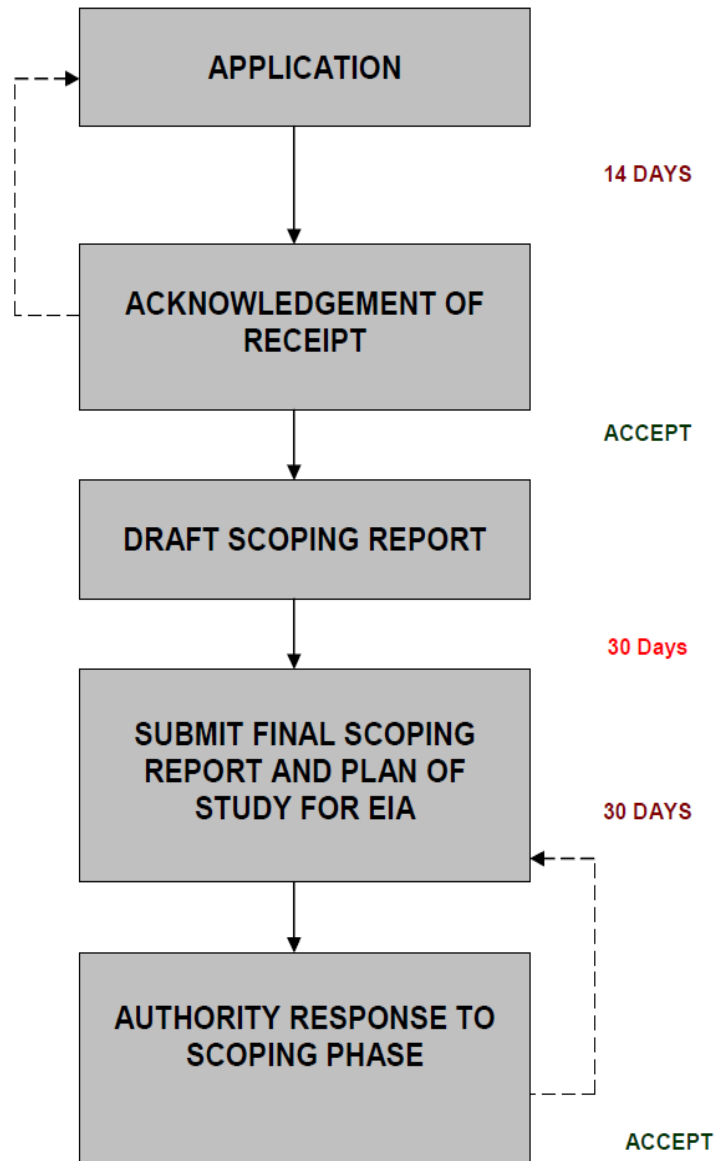 APPLICATION
14 DAYS
ACKNOWLEDGEMENT OF
RECEIPT
ACCEPT
DRAFT SCOPING REPORT
30 Days
SUBMIT FINAL SCOPING
REPORT AND PLAN OF
STUDY FOR EIA
30 DAYS
AUTHORITY RESPONSE TO
SCOPING PHASE
ACCEPT